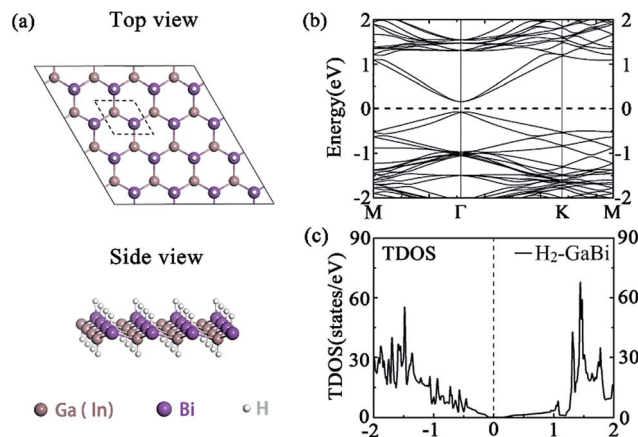 (a)
Top view
Side view
Ga ( In)
Bi
H
(b)
Energy(eV)
2
1
0
-1
-2
2
1
0
-1
-2
M
Γ
K
M
(c)
TDOS
H₂-GaBi
TDOS(states/eV)
90
60
30
0
90
60
30
0
-2
-1
0
1
2